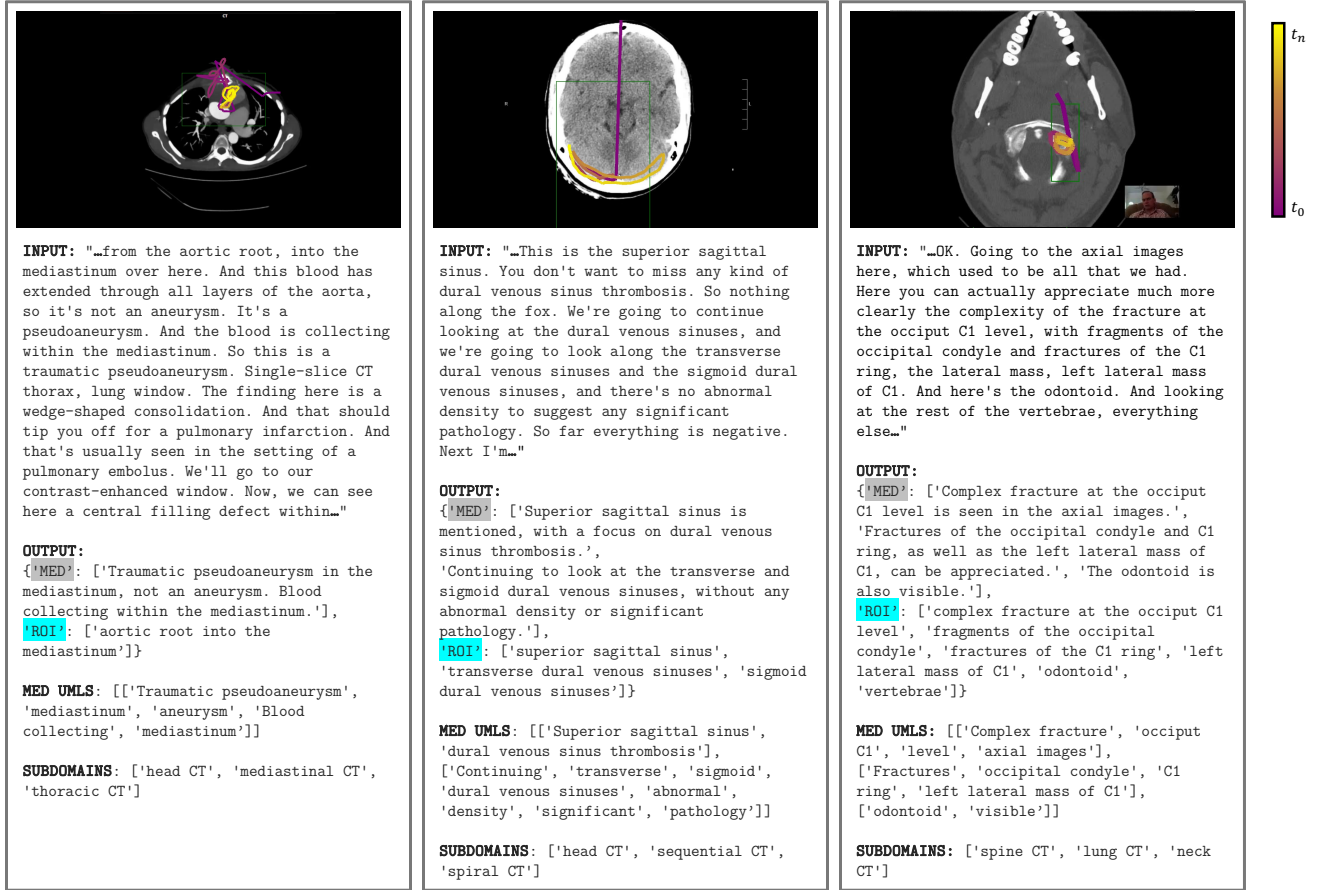 CT
INPUT: "…from the aortic root, into the
mediastinum over here. And this blood has
extended through all layers of the aorta,
so it's not an aneurysm. It's a
pseudoaneurysm. And the blood is collecting
within the mediastinum. So this is a
traumatic pseudoaneurysm. Single-slice CT
thorax, lung window. The finding here is a
wedge-shaped consolidation. And that should
tip you off for a pulmonary infarction. And
that's usually seen in the setting of a
pulmonary embolus. We'll go to our
contrast-enhanced window. Now, we can see
here a central filling defect within…"
OUTPUT:
{'MED’: ['Traumatic pseudoaneurysm in the
mediastinum, not an aneurysm. Blood
collecting within the mediastinum.'],
'ROI’: ['aortic root into the
mediastinum’]}
MED UMLS: [['Traumatic pseudoaneurysm',
'mediastinum', 'aneurysm', 'Blood
collecting', 'mediastinum’]]
SUBDOMAINS: ['head CT', 'mediastinal CT',
'thoracic CT']
INPUT: "…This is the superior sagittal
sinus. You don't want to miss any kind of
dural venous sinus thrombosis. So nothing
along the fox. We're going to continue
looking at the dural venous sinuses, and
we're going to look along the transverse
dural venous sinuses and the sigmoid dural
venous sinuses, and there's no abnormal
density to suggest any significant
pathology. So far everything is negative.
Next I'm…"
OUTPUT:
{'MED’: ['Superior sagittal sinus is
mentioned, with a focus on dural venous
sinus thrombosis.’,
'Continuing to look at the transverse and
sigmoid dural venous sinuses, without any
abnormal density or significant
pathology.'],
'ROI’: ['superior sagittal sinus',
'transverse dural venous sinuses', 'sigmoid
dural venous sinuses’]}
MED UMLS: [['Superior sagittal sinus',
'dural venous sinus thrombosis'],
['Continuing', 'transverse', 'sigmoid',
'dural venous sinuses', 'abnormal',
'density', 'significant', 'pathology’]]
SUBDOMAINS: ['head CT', 'sequential CT',
'spiral CT']
INPUT: "…OK. Going to the axial images
here, which used to be all that we had.
Here you can actually appreciate much more
clearly the complexity of the fracture at
the occiput C1 level, with fragments of the
occipital condyle and fractures of the C1
ring, the lateral mass, left lateral mass
of C1. And here's the odontoid. And looking
at the rest of the vertebrae, everything
else…"
OUTPUT:
{'MED’: ['Complex fracture at the occiput
C1 level is seen in the axial images.',
'Fractures of the occipital condyle and C1
ring, as well as the left lateral mass of
C1, can be appreciated.', 'The odontoid is
also visible.'],
'ROI’: ['complex fracture at the occiput C1
level', 'fragments of the occipital
condyle', 'fractures of the C1 ring', 'left
lateral mass of C1', 'odontoid',
'vertebrae']}
MED UMLS: [['Complex fracture', 'occiput
C1', 'level', 'axial images'],
['Fractures', 'occipital condyle', 'C1
ring', 'left lateral mass of C1'],
['odontoid', 'visible']]
SUBDOMAINS: ['spine CT', 'lung CT', 'neck
CT']
tn
t0